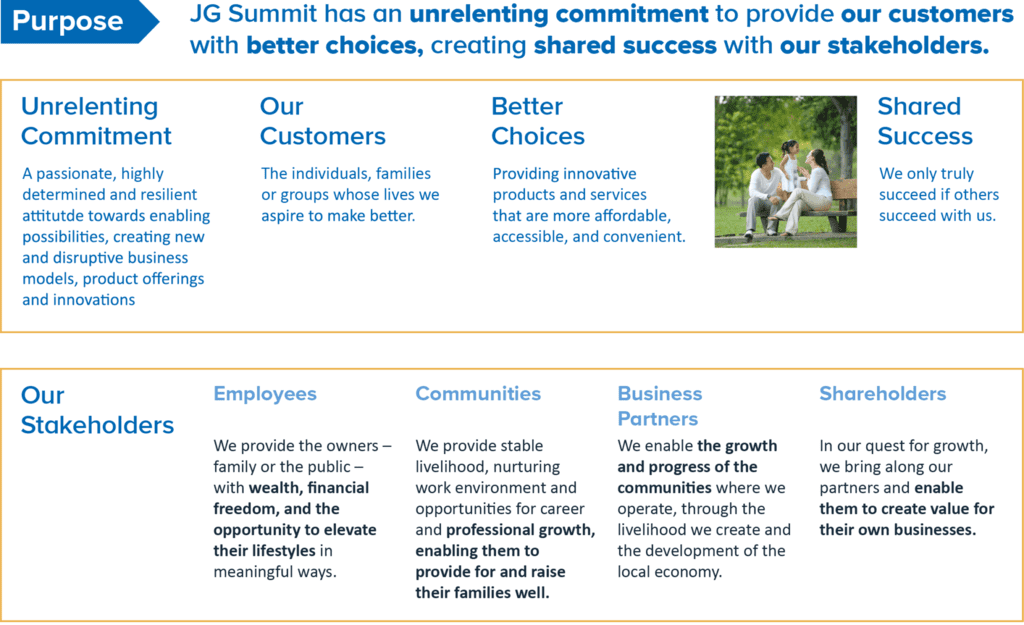 Purpose
JG Summit has an unrelenting commitment to provide our customers
with better choices, creating shared success with our stakeholders.
Unrelenting
Commitment
A passionate, highly
determined and resilient
attitutde towards enabling
possibilities, creating new
and disruptive business
models, product offerings
and innovations
Our
Customers
The individuals, families
or groups whose lives we
aspire to make better.
Better
Choices
Providing innovative
products and services
that are more affordable,
accessible, and convenient.
Shared
Success
We only truly
succeed if others
succeed with us.
Our
Stakeholders
Employees
We provide the owners –
family or the public –
with wealth, financial
freedom, and the
opportunity to elevate
their lifestyles in
meaningful ways.
Communities
We provide stable
livelihood, nurturing
work environment and
opportunities for career
and professional growth,
enabling them to
provide for and raise
their families well.
Business
Partners
We enable the growth
and progress of the
communities where we
operate, through the
livelihood we create and
the development of the
local economy.
Shareholders
In our quest for growth,
we bring along our
partners and enable
them to create value for
their own businesses.